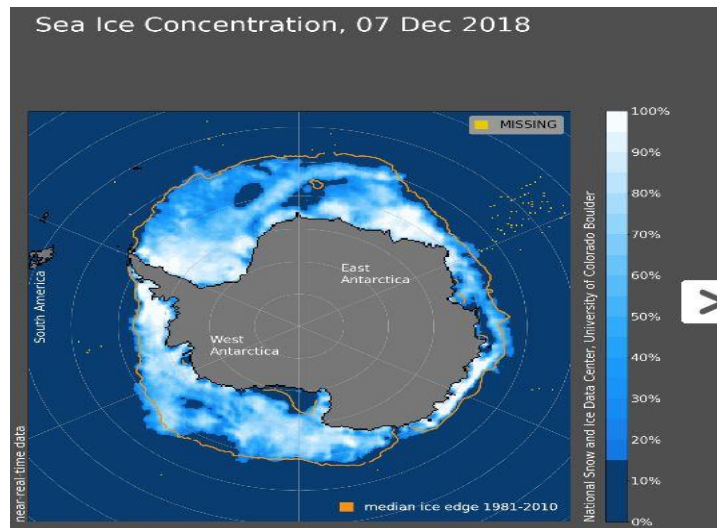 Sea Ice Concentration, 07 Dec 2018
MISSING
100%
90%
80%
70%
60%
50%
40%
30%
20%
10%
0%
East
Antarctica
West
Antarctica
South America
near-real-time data
median ice edge 1981-2010
National Snow and Ice Data Center, University of Colorado Boulder